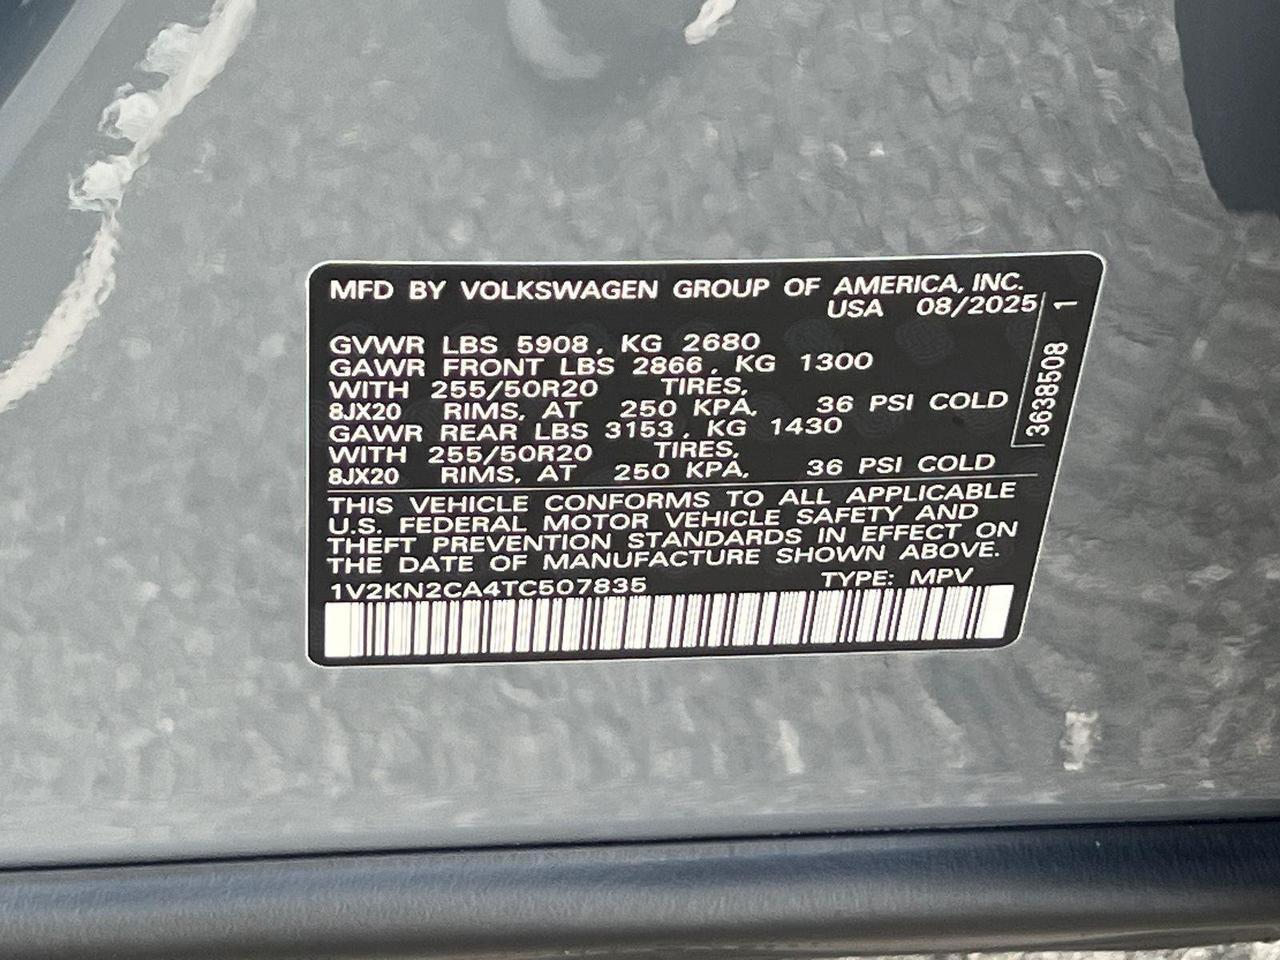 MFD BY VOLKSWAGEN GROUP OF AMERICA, INC.
USA 08/2025
GVWR LBS 5908, KG 2680
GAWR FRONT LBS 2866, KG 1300
WITH 255/50R20 TIRES,
8JX20 RIMS, AT 250 KPA, 36 PSI COLD
GAWR REAR LBS 3153, KG 1430
WITH 255/50R20 TIRES,
8JX20 RIMS, AT 250 KPA, 36 PSI COLD
THIS VEHICLE CONFORMS TO ALL APPLICABLE
U.S. FEDERAL MOTOR VEHICLE SAFETY AND
THEFT PREVENTION STANDARDS IN EFFECT ON
THE DATE OF MANUFACTURE SHOWN ABOVE.
1V2KN2CA4TC507835 TYPE: MPV
3638508 1